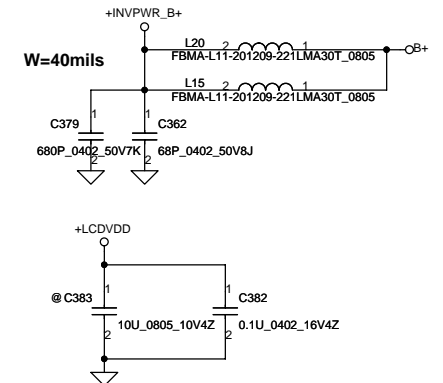 +INVPWR_B+
L20
2 1
B+
FBMA-L11-201209-221LMA30T_0805
W=40mils
L15
2 1
FBMA-L11-201209-221LMA30T_0805
1 1
C379 C362
680P_0402_50V7K 68P_0402_50V8J
2 2
+LCDVDD
1 1
@ C383 C382
10U_0805_10V4Z 0.1U_0402_16V4Z
2 2